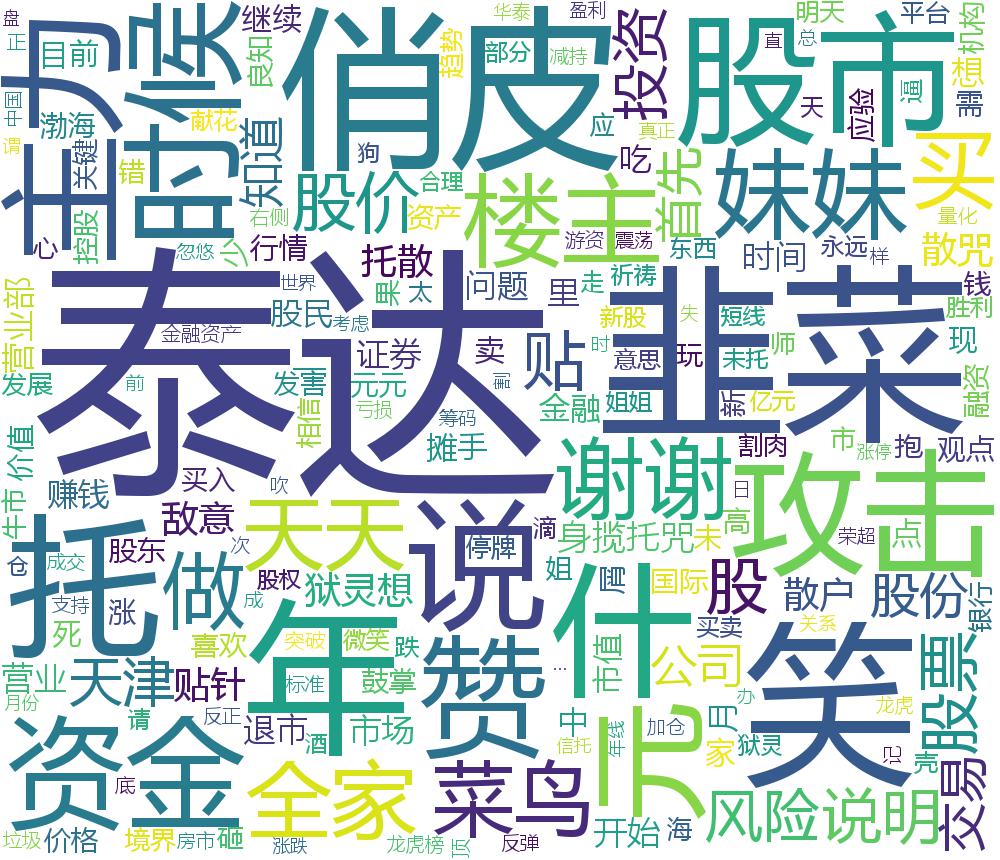 华泰
盈利
盘
正
目前
力
时候
继续
良知
献花
俏皮
趋势
部分
减持
投资
股市
直
总
明天
平台
机构
想
逼
需
中国
谓
渤海
关键
错
知道
狗
应
真正
天
应验
买
量化
主
控股
心
少
右侧
忽悠
行情
股价
合理
资产
托散
楼主
吃
首先
游资
震荡
东西
妹妹
时间
永远
样
散咒
钱
营业部
发展
泰达
金融资产
世界
股民
考虑
前
发害
相信
元元
亏损
证券
果
太
问题
里
走
祈祷
卖
割
筹码
摊手
贴
金融
新股
意思
姐姐
失
时
玩
韭菜
短线
未托
师
新
亿元
割肉
市
涨停
抱
观点
胜利
现
融资
牛市
价值
赚钱
买入
吹
敌意
天天
说
停牌
滴
谢谢
身揽托咒
未
高
日
攻击
荣超
点
仓
成交
支持
死
托
股东
涨
做
次
股权
成
狱灵想
姐
周
国际
股
散户
股份
银行
喜欢
年
突破
微笑
跌
标准
鼓掌
赞
...
什
市值
买卖
公司
关系
笑
办
龙虎
股票
营业
月份
天津
请
贴针
反正
退市
酒
市场
中
信托
兀
年线
加仓
月
家
狱灵
记
壳
资金
底
全家
菜鸟
开始
海
风险说明
交易
垃圾
价格
境界
房市
砸
涨跌
龙虎榜
顶
反弹